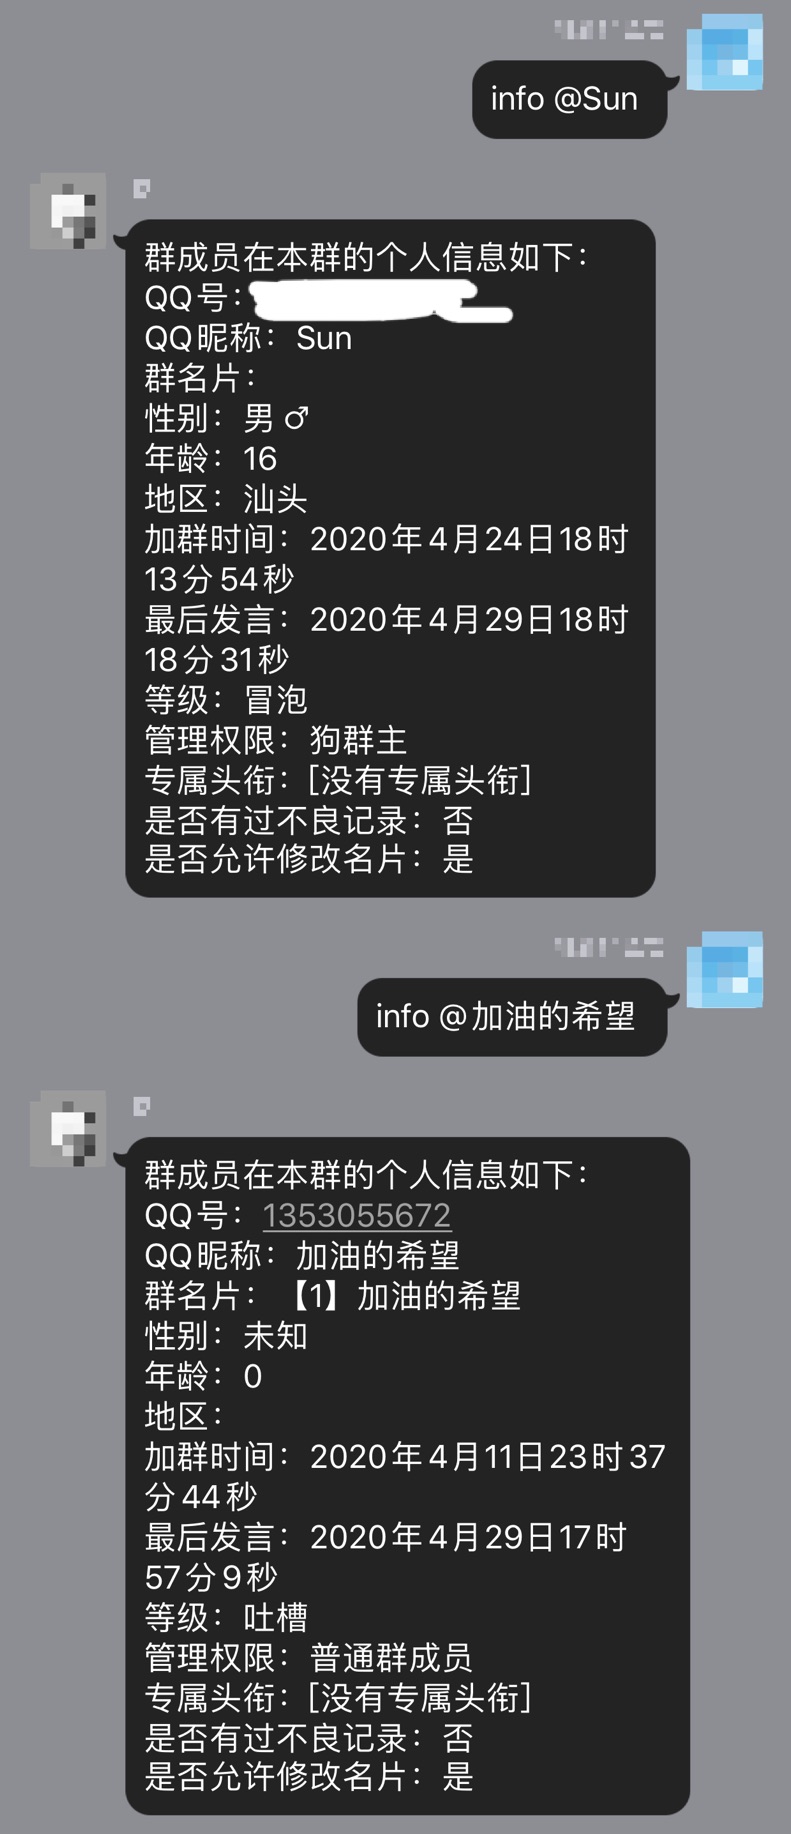 info @Sun
群成员在本群的个人信息如下：
QQ号：
QQ昵称：Sun
群名片：
性别：男♂
年龄：16
地区：汕头
加群时间：2020年4月24日18时
13分54秒
最后发言：2020年4月29日18时
18分31秒
等级：冒泡
管理权限：狗群主
专属头衔：[没有专属头衔]
是否有过不良记录：否
是否允许修改名片：是
info @加油的希望
群成员在本群的个人信息如下：
QQ号：1353055672
QQ昵称：加油的希望
群名片：【1】加油的希望
性别：未知
年龄：0
地区：
加群时间：2020年4月11日23时37
分44秒
最后发言：2020年4月29日17时
57分9秒
等级：吐槽
管理权限：普通群成员
专属头衔：[没有专属头衔]
是否有过不良记录：否
是否允许修改名片：是